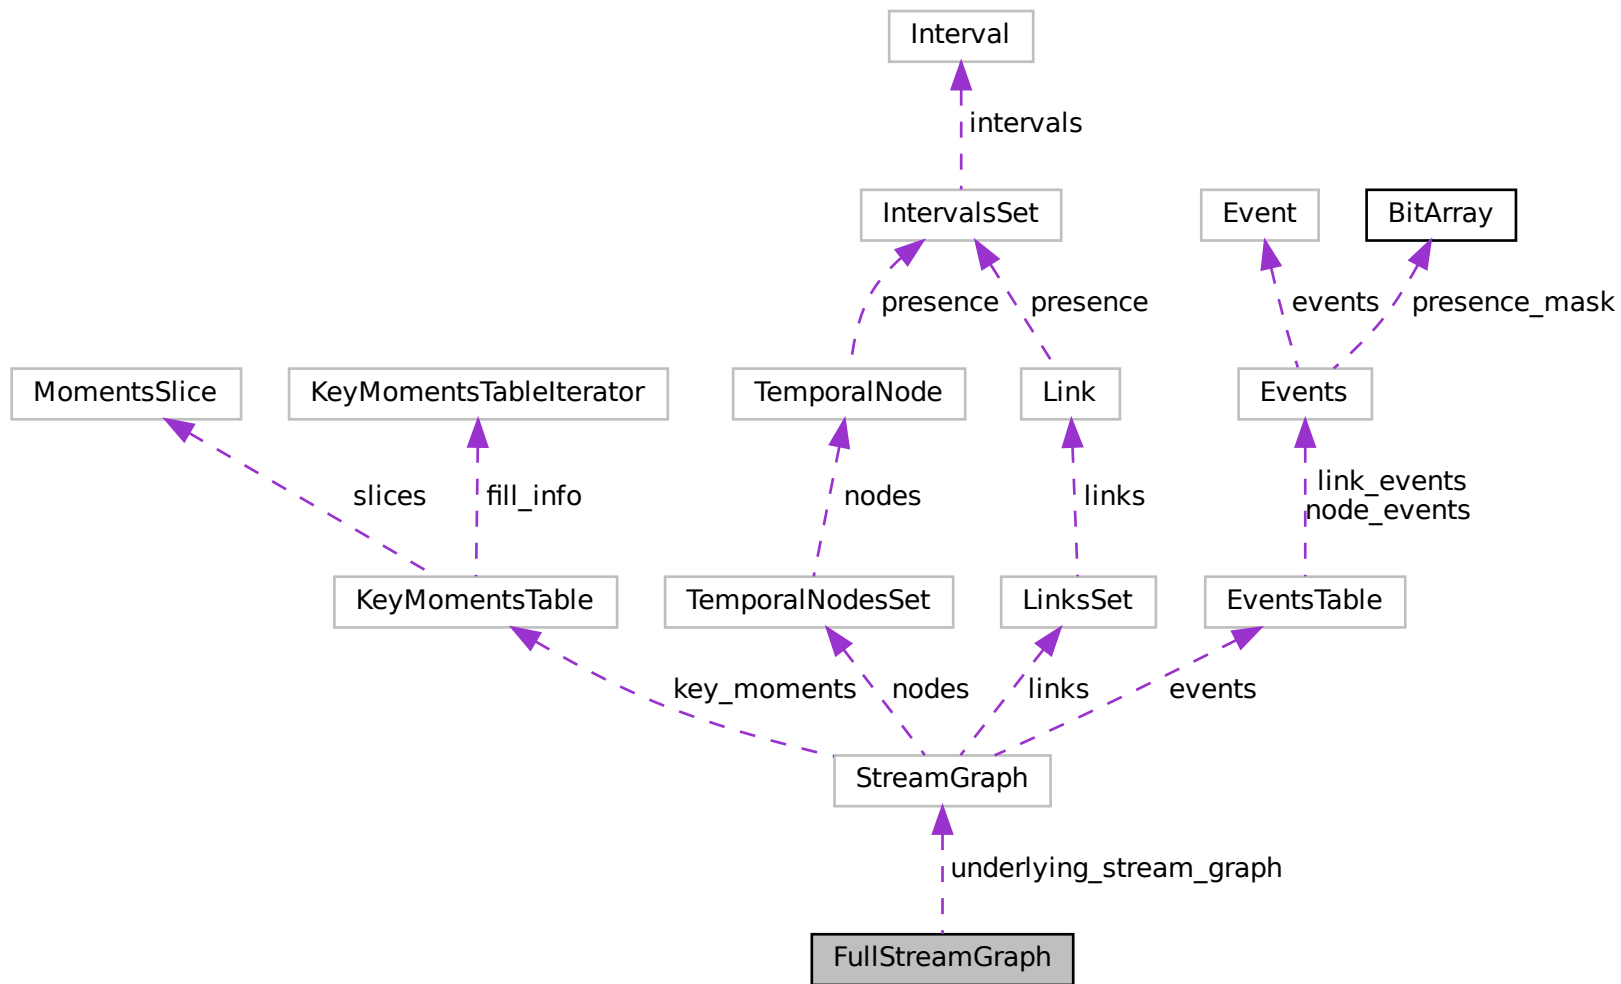 Interval
intervals
IntervalsSet
Event
BitArray
presence
presence
events
presence_mask
MomentsSlice
KeyMomentsTableIterator
TemporalNode
Link
Events
slices
fill_info
nodes
links
link_events
node_events
KeyMomentsTable
TemporalNodesSet
LinksSet
EventsTable
key_moments
nodes
links
events
StreamGraph
underlying_stream_graph
FullStreamGraph